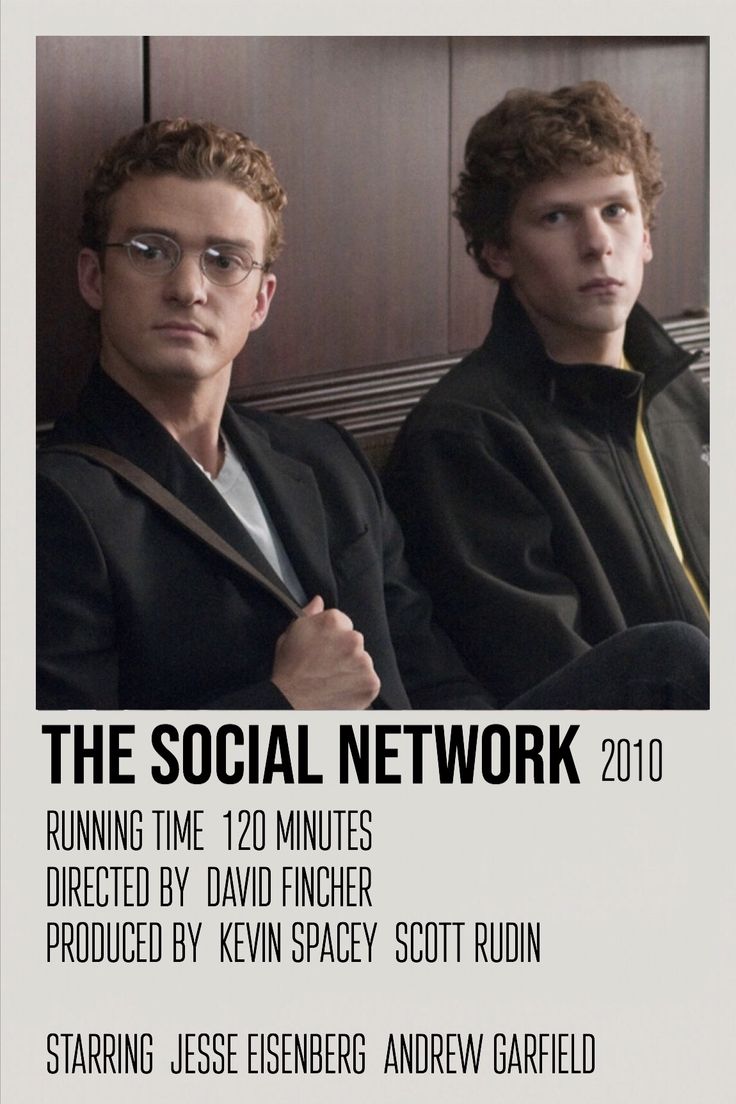 THE SOCIAL NETWORK 2010
RUNNING TIME 120 MINUTES
DIRECTED BY DAVID FINCHER
PRODUCED BY KEVIN SPACEY SCOTT RUDIN
STARRING JESSE EISENBERG ANDREW GARFIELD